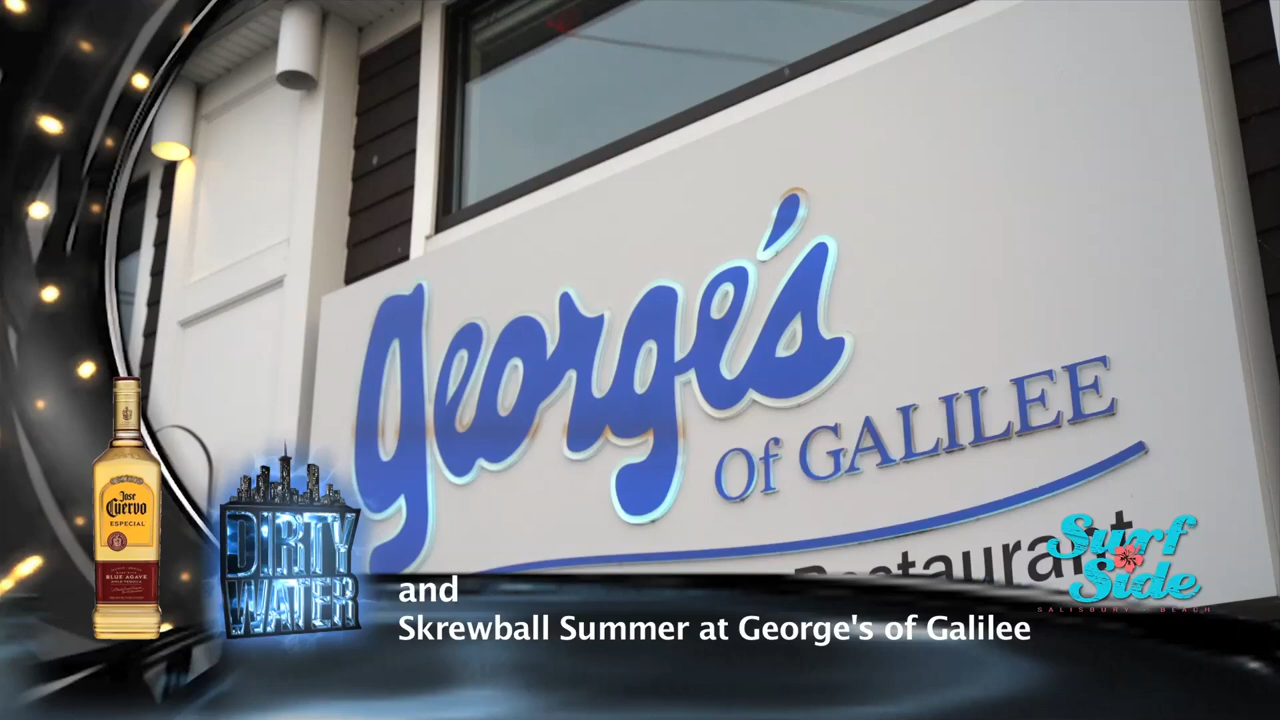 George's
Of GALILEE
Restaurant
Jose
Cuervo
ESPECIAL
BLUE AGAVE
DIRTY
WATER
Surf
Side
SALISBURY BEACH
and
Skrewball Summer at George's of Galilee